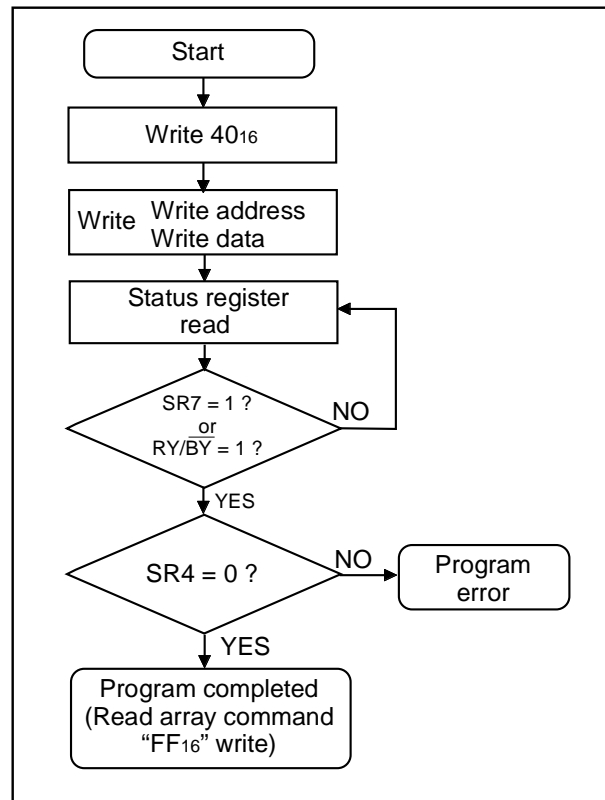 Start
Write 40₁₆
Write Write address
Write data
Status register
read
SR7 = 1 ?
or
RY/B̅Y̅ = 1 ?
NO
YES
SR4 = 0 ?
NO
Program
error
YES
Program completed
(Read array command
“FF₁₆” write)